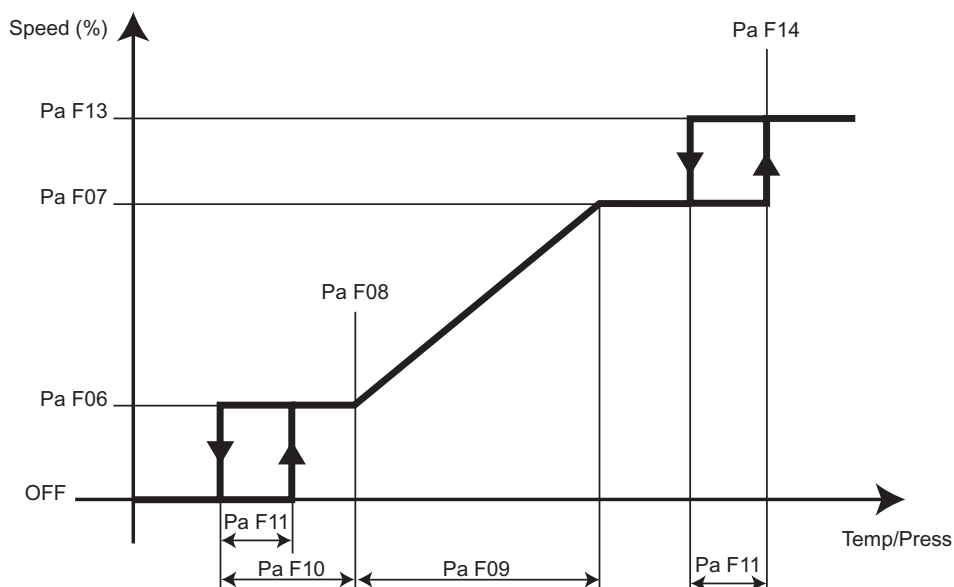 Speed (%)
Pa F14
Pa F13
Pa F07
Pa F08
Pa F06
OFF
Pa F11
Temp/Press
Pa F10
Pa F09
Pa F11